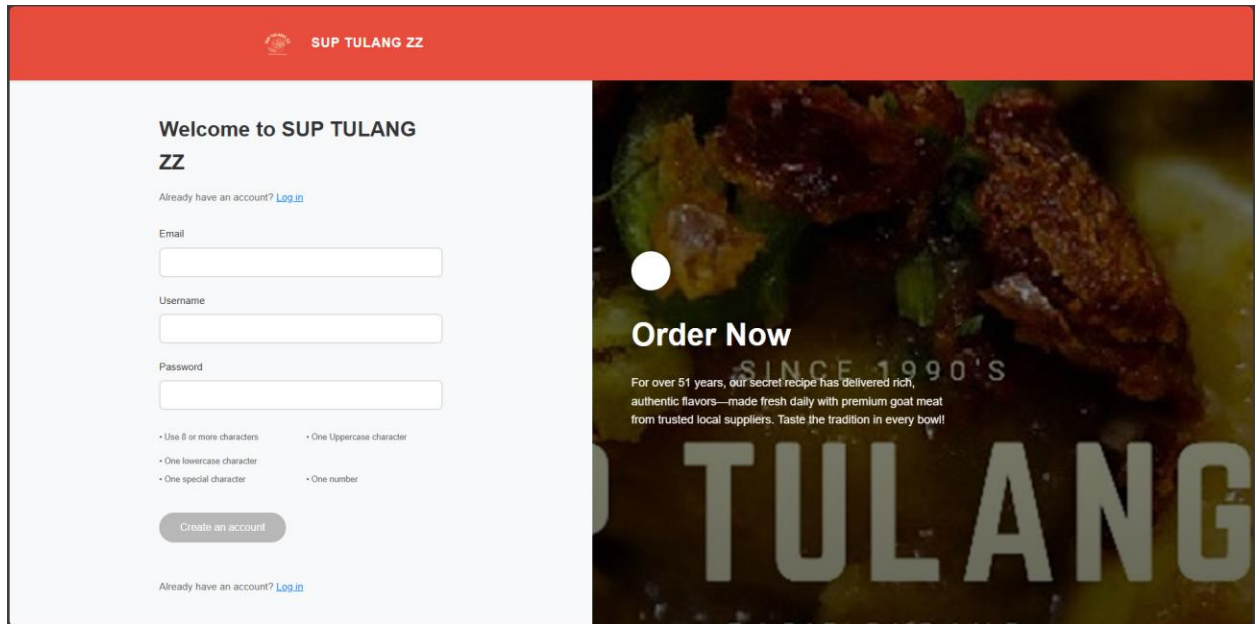 SUP TULANG ZZ
Welcome to SUP TULANG
ZZ
Already have an account? Log in
Email
Username
Password
• Use 8 or more characters
• One Uppercase character
• One lowercase character
• One special character
• One number
Create an account
Already have an account? Log in
Order Now
SINCE 1990'S
For over 51 years, our secret recipe has delivered rich,
authentic flavors—made fresh daily with premium goat meat
from trusted local suppliers. Taste the tradition in every bowl!
TULANG